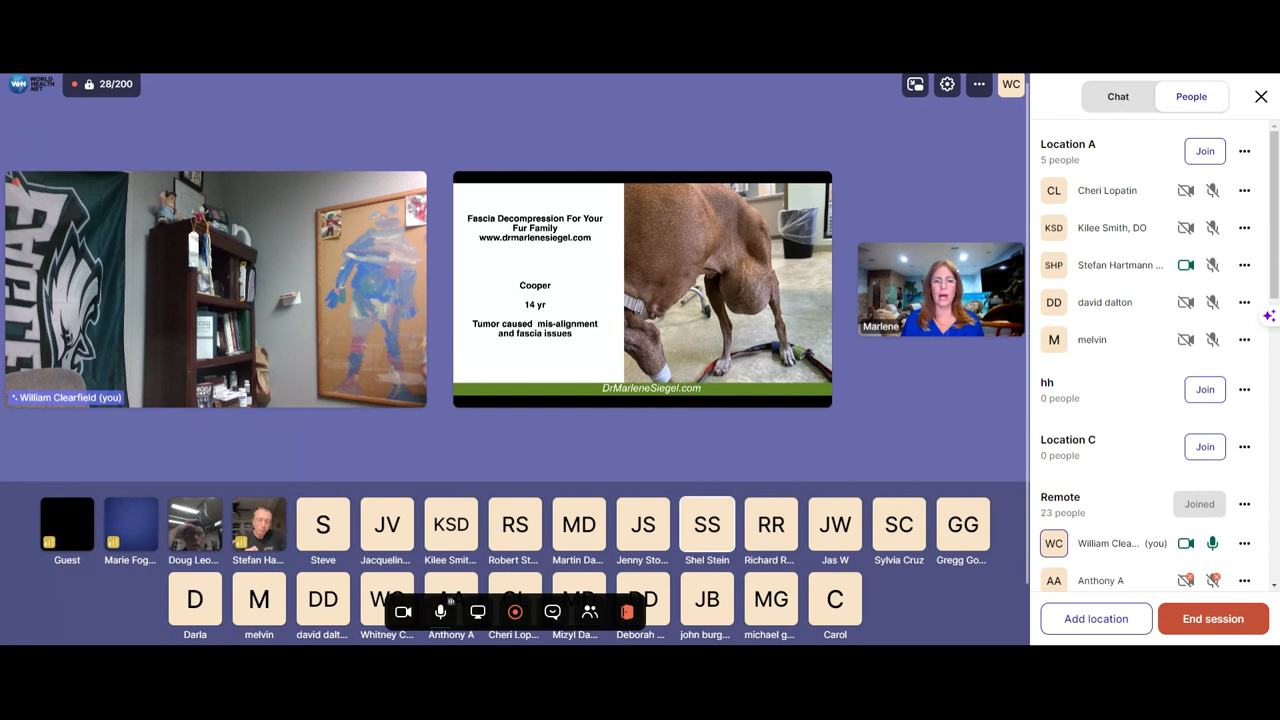 WHN
WORLD
HEALTH
.NET
28/200
WC
Chat
People
EAGLES
William Clearfield (you)
Fascia Decompression For Your
Fur Family
www.drmarlenesiegel.com
Cooper
14 yr
Tumor caused mis-alignment
and fascia issues
DrMarleneSiegel.com
Marlene
Location A
5 people
Join
CL
Cheri Lopatin
KSD
Kilee Smith, DO
SHP
Stefan Hartmann ...
DD
david dalton
M
melvin
hh
0 people
Join
Location C
0 people
Join
Remote
23 people
Joined
WC
William Clea... (you)
AA
Anthony A
Add location
End session
S
JV
KSD
RS
MD
JS
SS
RR
JW
SC
GG
Guest
Marie Fog...
Doug Leo...
Stefan Ha...
Steve
Jacquelin...
Kilee Smit...
Robert St...
Martin Da...
Jenny Sto...
Shel Stein
Richard R...
Jas W
Sylvia Cruz
Gregg Go...
D
M
DD
JB
MG
C
Darla
melvin
david dalt...
Whitney C...
Anthony A
Cheri Lop...
Mizyl Da...
Deborah ...
john burg...
michael g...
Carol